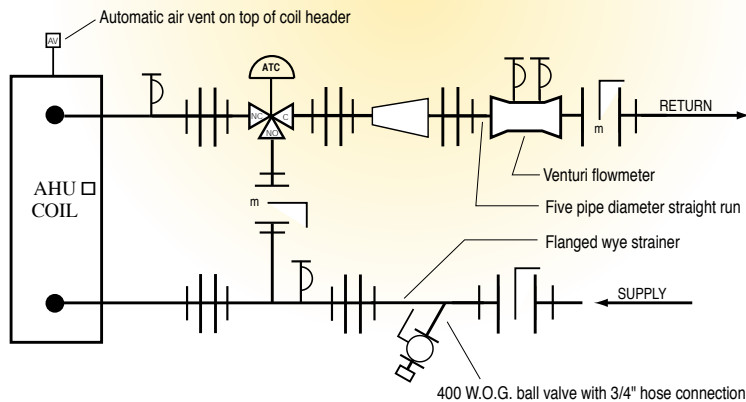 Automatic air vent on top of coil header
AV
ATC
NC
C
NO
RETURN
m
Venturi flowmeter
AHU
COIL
m
Five pipe diameter straight run
Flanged wye strainer
SUPPLY
400 W.O.G. ball valve with 3/4" hose connection